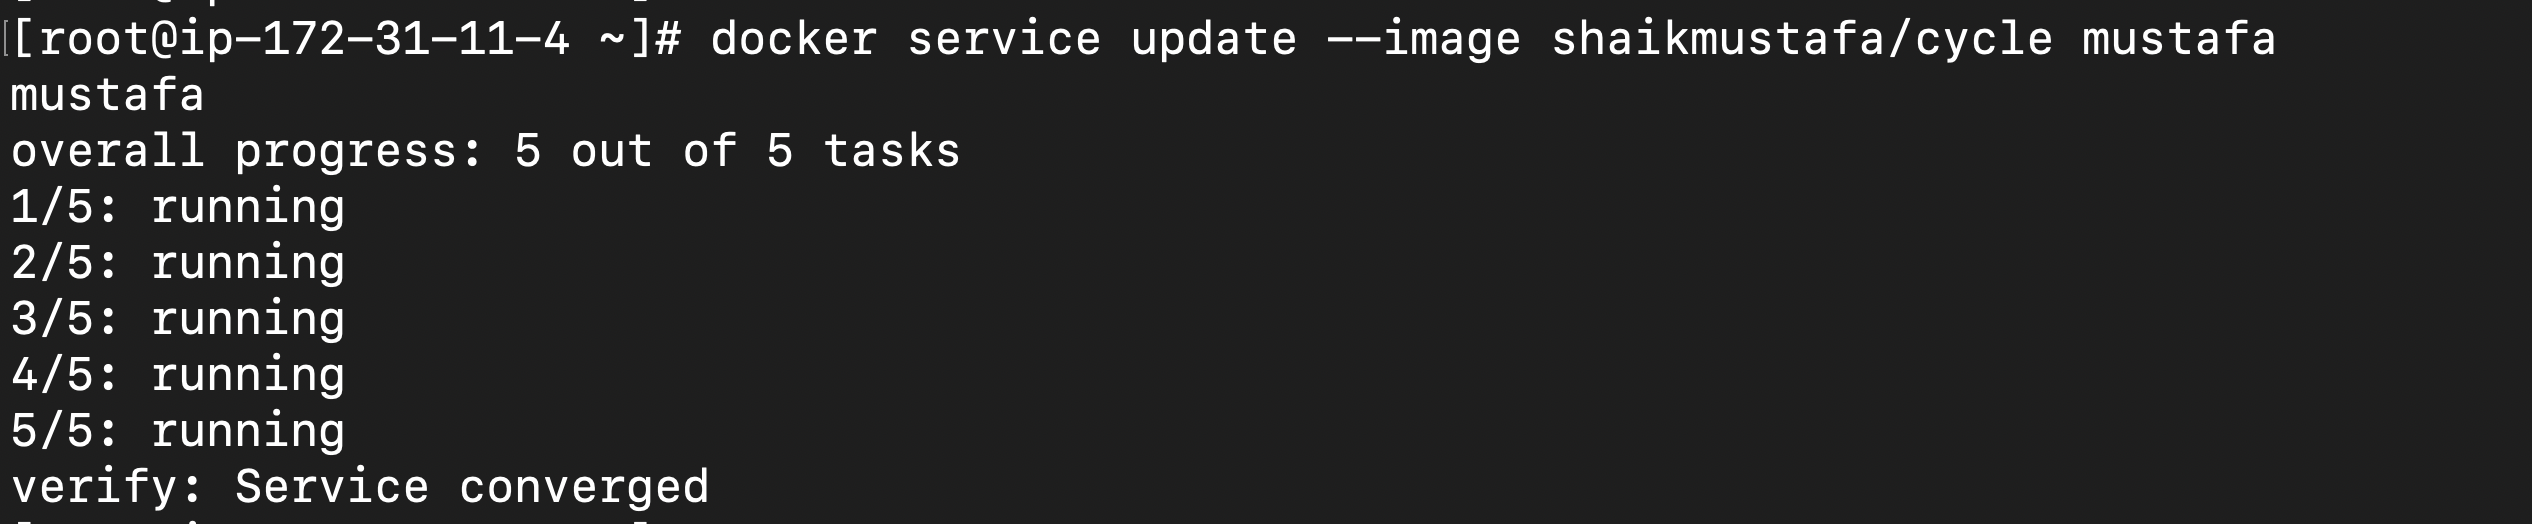 [root@ip-172-31-11-4 ~]# docker service update --image shaikmustafa/cycle mustafa
mustafa
overall progress: 5 out of 5 tasks
1/5: running
2/5: running
3/5: running
4/5: running
5/5: running
verify: Service converged